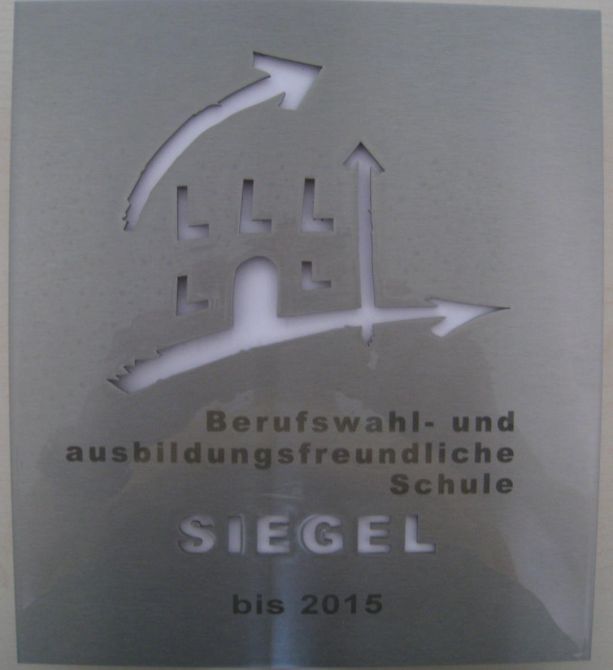 Berufswahl- und
ausbildungsfreundliche
Schule
SIEGEL
bis 2015